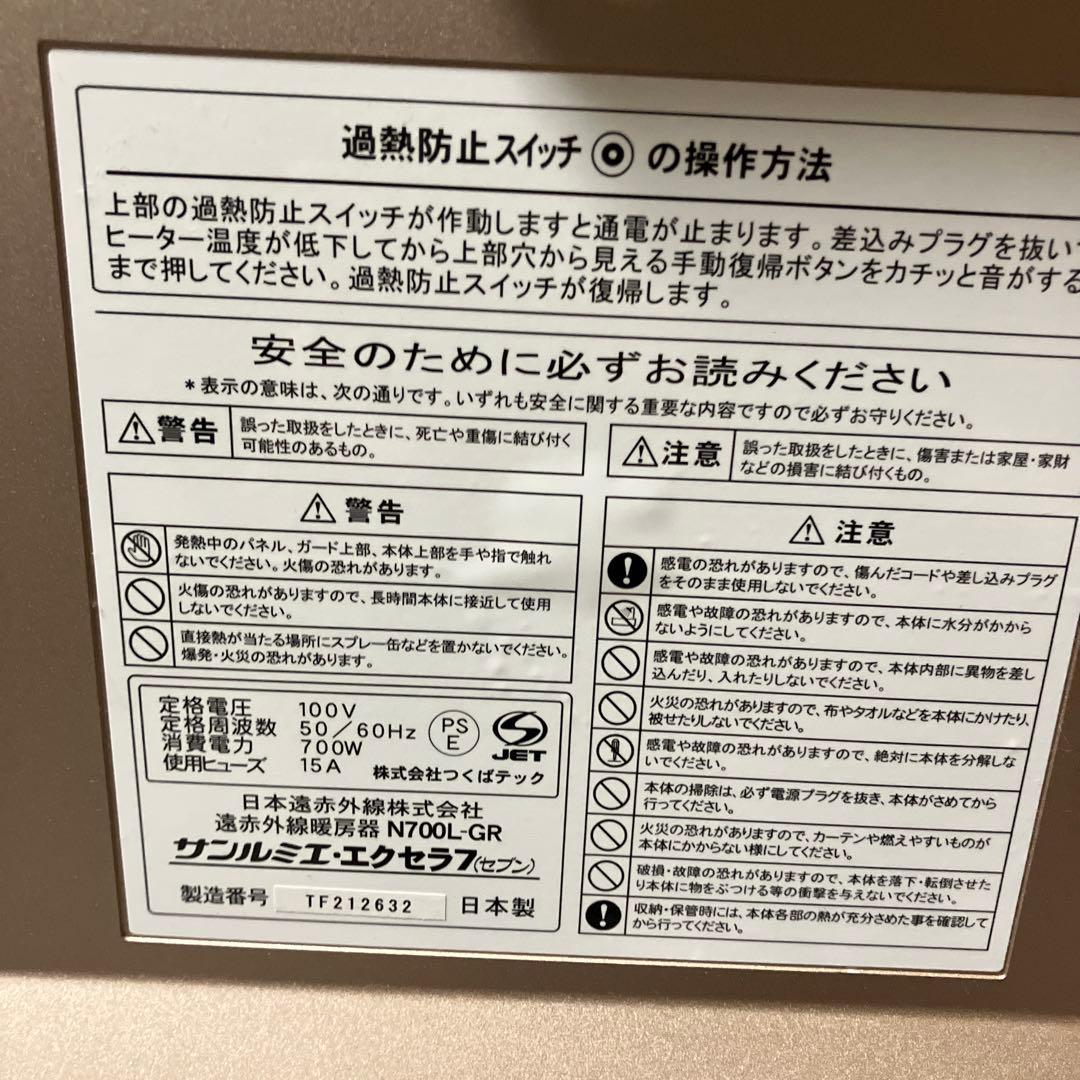 過熱防止スイッチ の操作方法
上部の過熱防止スイッチが作動しますと通電が止まります。差込みプラグを抜い
ヒーター温度が低下してから上部穴から見える手動復帰ボタンをカチッと音がする
まで押してください。過熱防止スイッチが復帰します。
安全のために必ずお読みください
*表示の意味は、次の通りです。いずれも安全に関する重要な内容ですので必ずお守りください。
警告
誤った取扱をしたときに、死亡や重傷に結び付く
可能性のあるもの。
注意
誤った取扱をしたときに、傷害または家屋・家財
などの損害に結び付くもの。
警告
発熱中のパネル、ガード上部、本体上部を手や指で触れ
ないでください。火傷の恐れがあります。
火傷の恐れがありますので、長時間本体に接近して使用
しないでください。
直接熱が当たる場所にスプレー缶などを置かないでください。
爆発・火災の恐れがあります。
定格電圧 100V
定格周波数 50/60Hz
消費電力 700W
使用ヒューズ 15A
PS
E
JET
株式会社つくばテック
日本遠赤外線株式会社
遠赤外線暖房器 N700L-GR
サンルミエ・エクセラ7(セブン)
製造番号 TF212632 日本製
注意
感電の恐れがありますので、傷んだコードや差し込みプラグ
をそのまま使用しないでください。
感電や故障の恐れがありますので、本体に水分がかから
ないようにしてください。
感電や故障の恐れがありますので、本体内部に異物を差し
込んだり、入れたりしないでください。
火災の恐れがありますので、布やタオルなどを本体にかけたり、
被せたりしないでください。
感電や故障の恐れがありますので、絶対に本体を分解しな
いでください。
本体の掃除は、必ず電源プラグを抜き、本体がさめてから
行ってください。
火災の恐れがありますので、カーテンや燃えやすいものが
本体にかからない様にしてください。
破損・故障の恐れがありますので、本体を落下・転倒させた
り本体に物をぶつける等の衝撃を与えないでください。
収納・保管時には、本体各部の熱が充分さめた事を確認して
から行ってください。